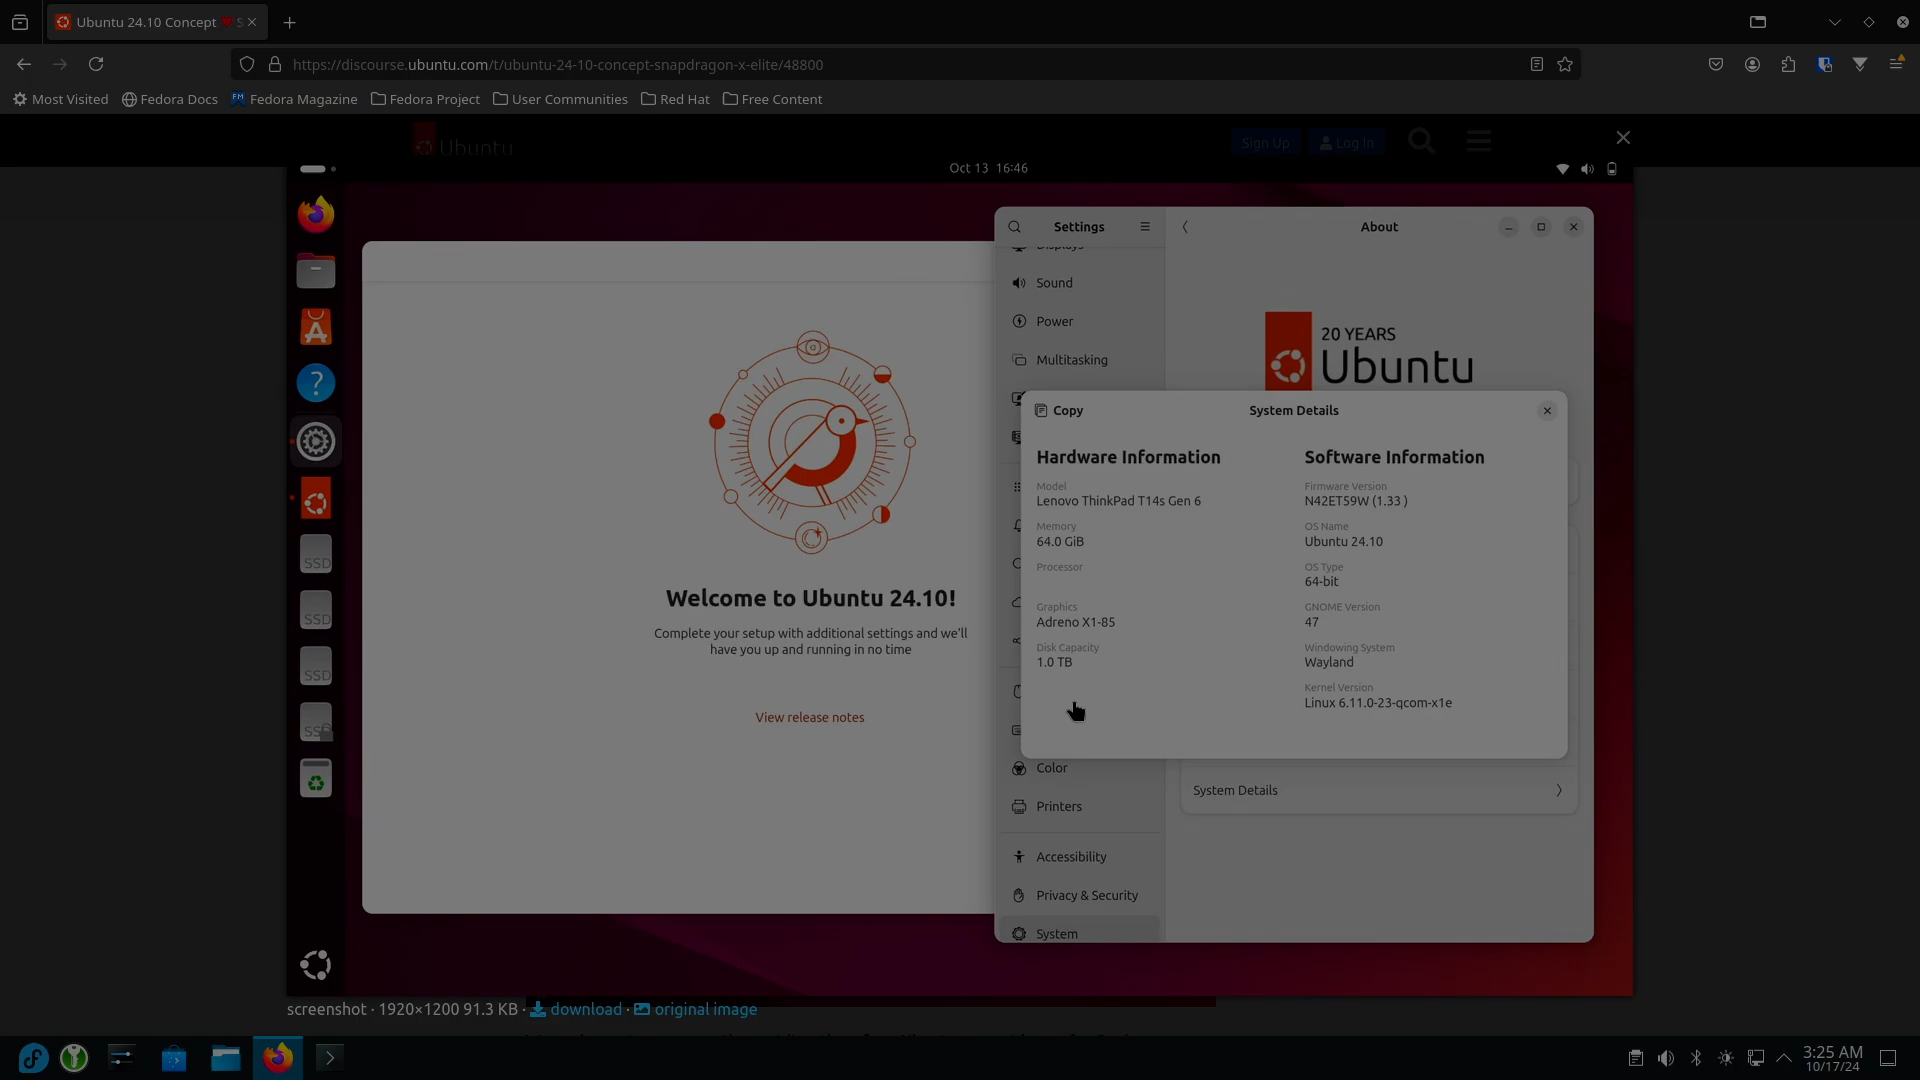 Ubuntu 24.10 Concept
https://discourse.ubuntu.com/t/ubuntu-24-10-concept-snapdragon-x-elite/48800
Most Visited
Fedora Docs
Fedora Magazine
Fedora Project
User Communities
Red Hat
Free Content
Ubuntu
Sign Up
Log In
Oct 13 16:46
Settings
About
Displays
Sound
Power
Multitasking
20 YEARS
Ubuntu
Copy
System Details
Hardware Information
Model
Lenovo ThinkPad T14s Gen 6
Memory
64.0 GiB
Processor
Graphics
Adreno X1-85
Disk Capacity
1.0 TB
Software Information
Firmware Version
N42ET59W (1.33 )
OS Name
Ubuntu 24.10
OS Type
64-bit
GNOME Version
47
Windowing System
Wayland
Kernel Version
Linux 6.11.0-23-qcom-x1e
Color
Printers
System Details
Accessibility
Privacy & Security
System
Welcome to Ubuntu 24.10!
Complete your setup with additional settings and we'll
have you up and running in no time
View release notes
SSD
SSD
SSD
SSD
screenshot · 1920×1200 91.3 KB · download · original image
3:25 AM
10/17/24